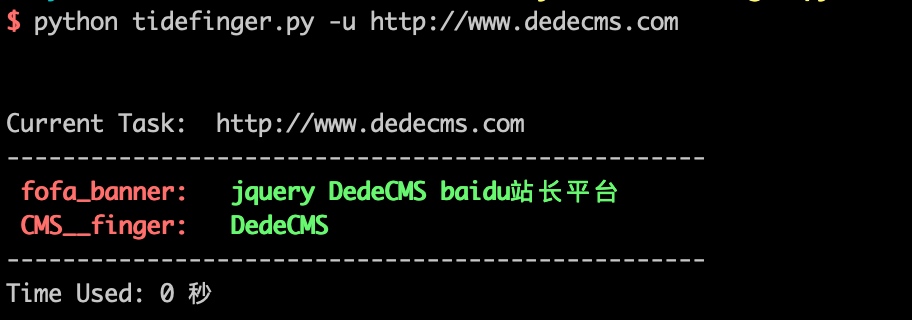 $ python tidefinger.py -u http://www.dedecms.com
Current Task:  http://www.dedecms.com
--------------------------------------------------
 fofa_banner:   jquery DedeCMS baidu站长平台
 CMS__finger:   DedeCMS
--------------------------------------------------
Time Used: 0 秒